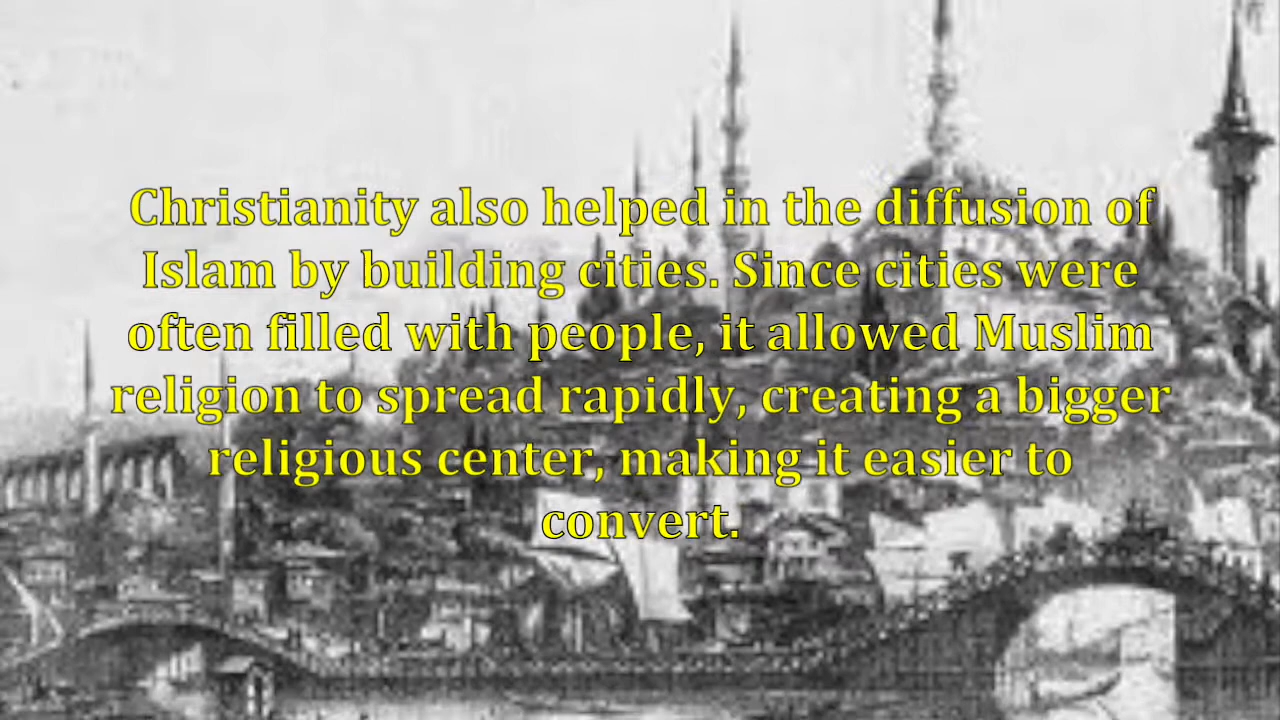 Christianity also helped in the diffusion of
Islam by building cities. Since cities were
often filled with people, it allowed Muslim
religion to spread rapidly, creating a bigger
religious center, making it easier to
convert.